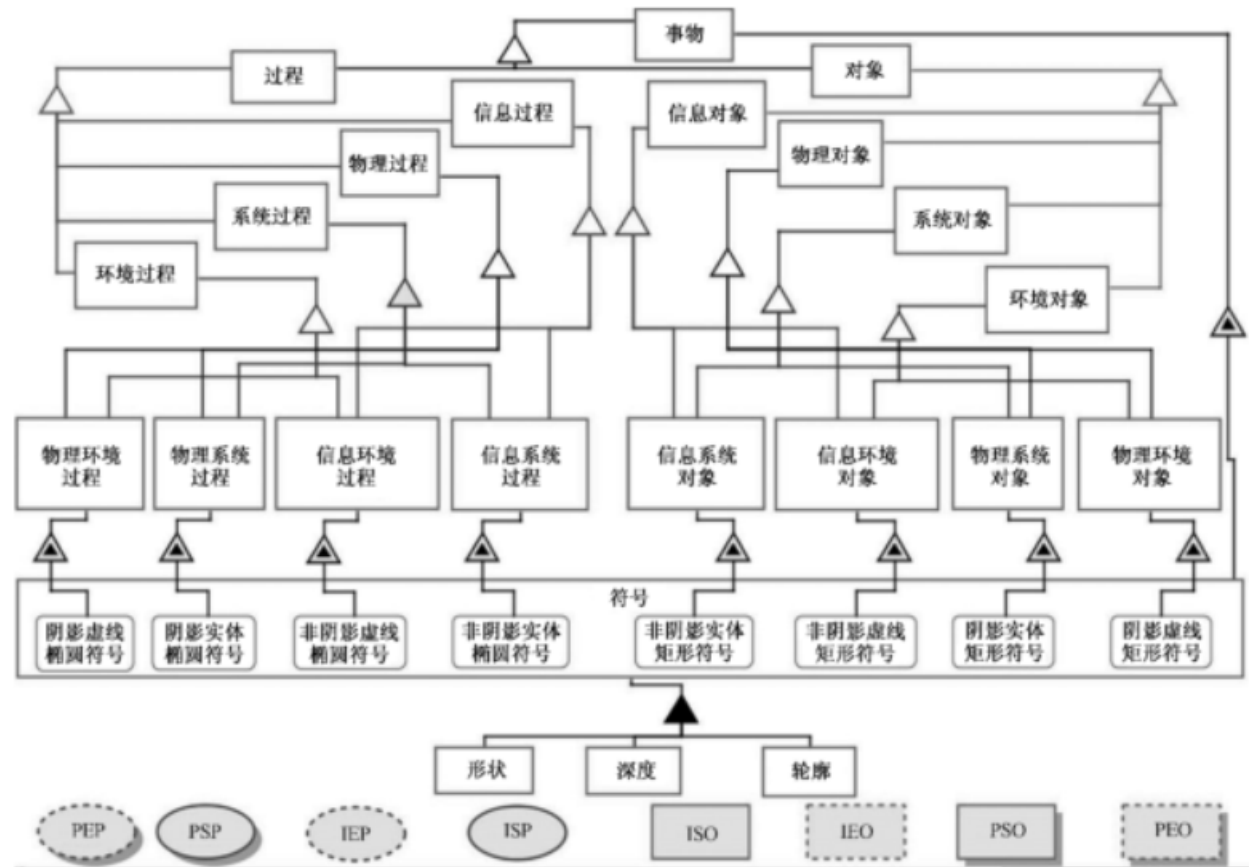 事物
过程
对象
信息过程
信息对象
物理过程
物理对象
系统过程
系统对象
环境过程
环境对象
物理环境
过程
物理系统
过程
信息环境
过程
信息系统
过程
信息系统
对象
信息环境
对象
物理系统
对象
物理环境
对象
符号
阴影虚线
椭圆符号
阴影实体
椭圆符号
非阴影虚线
椭圆符号
非阴影实体
椭圆符号
非阴影实体
矩形符号
非阴影虚线
矩形符号
阴影实体
矩形符号
阴影虚线
矩形符号
形状
深度
轮廓
PEP
PSP
IEP
ISP
ISO
IEO
PSO
PEO